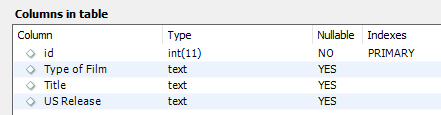 Columns in table
Column Type Nullable Indexes
id int(11) NO PRIMARY
Type of Film text YES
Title text YES
US Release text YES